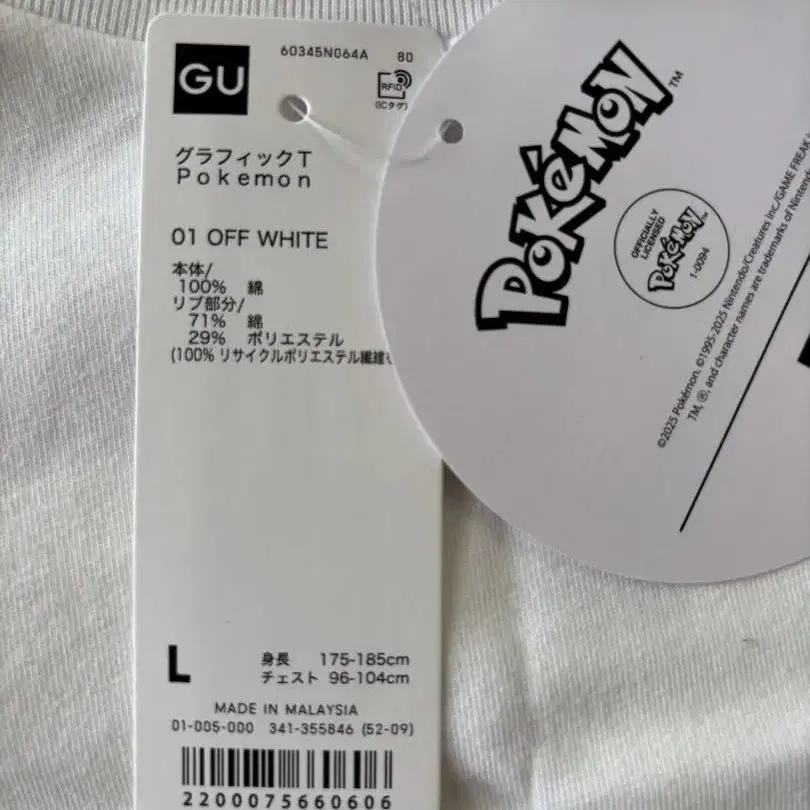 60345N064A 80
GU
RFID
(ICタグ)
グラフィックT
Pokemon
01 OFF WHITE
本体/
100% 綿
リブ部分/
71% 綿
29% ポリエステル
(100% リサイクルポリエステル繊維
L
身長 175-185cm
チェスト 96-104cm
MADE IN MALAYSIA
01-005-000 341-355846 (52-09)
2200075660606
POKéMON™
OFFICIALLY
LICENSED
POKéMON™
1-0094
©2025 Pokémon. ©1995-2025 Nintendo/Creatures inc./GAME FREAK
TM, ®, and character names are trademarks of Nintendo